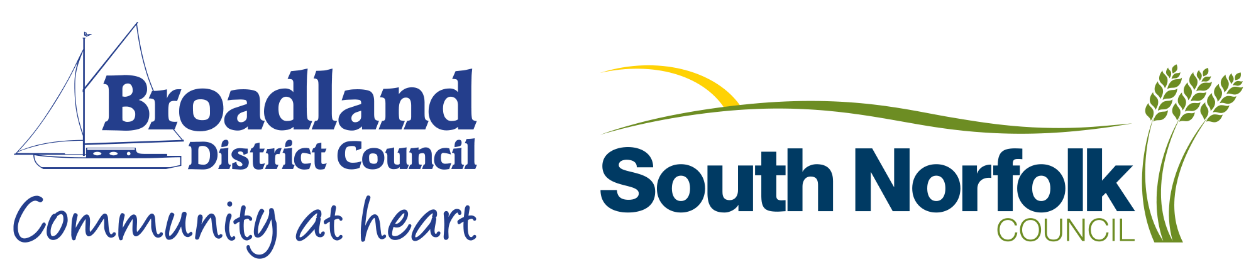 Broadland
District Council
Community at heart
South Norfolk
COUNCIL